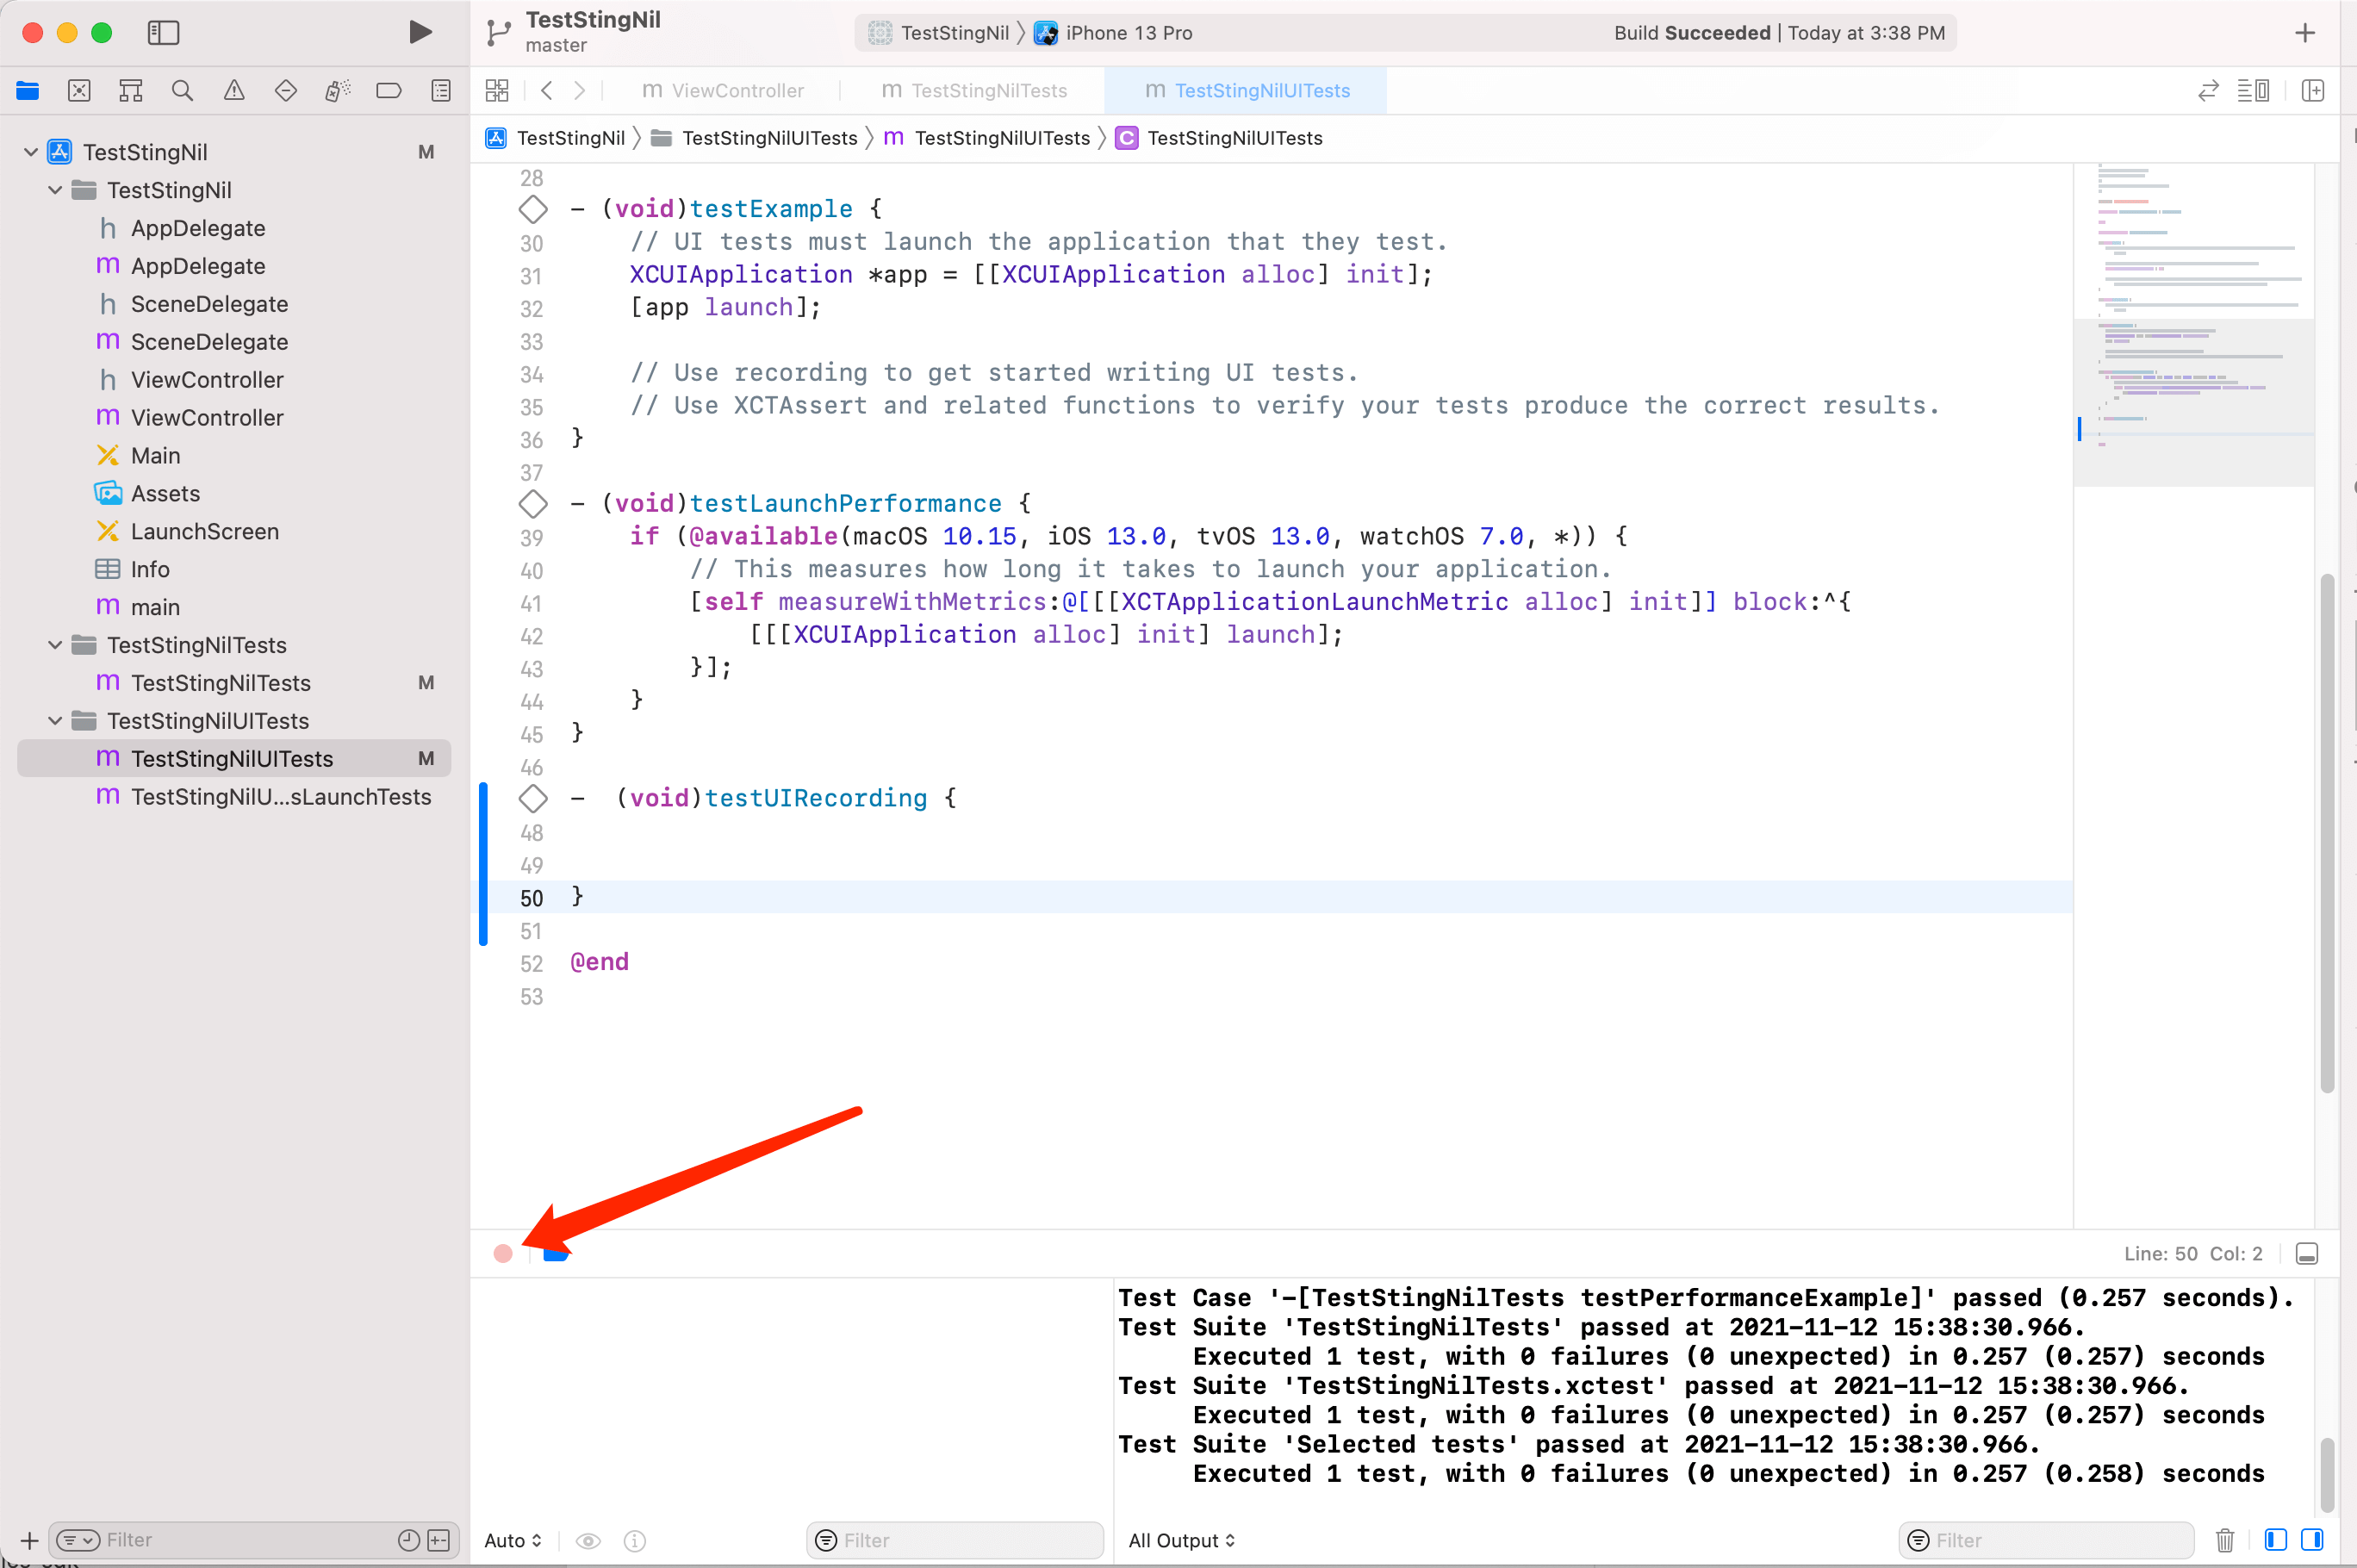 TestStingNil
master
TestStingNil
iPhone 13 Pro
Build Succeeded | Today at 3:38 PM
m ViewController
m TestStingNilTests
m TestStingNilUITests
TestStingNil
TestStingNilUITests
m TestStingNilUITests
C TestStingNilUITests
TestStingNil M
TestStingNil
h AppDelegate
m AppDelegate
h SceneDelegate
m SceneDelegate
h ViewController
m ViewController
Main
Assets
LaunchScreen
Info
m main
TestStingNilTests
m TestStingNilTests M
TestStingNilUITests
m TestStingNilUITests M
m TestStingNilU...sLaunchTests
Filter
28
- (void)testExample {
30 // UI tests must launch the application that they test.
31 XCUIApplication *app = [[XCUIApplication alloc] init];
32 [app launch];
33
34 // Use recording to get started writing UI tests.
35 // Use XCTAssert and related functions to verify your tests produce the correct results.
36 }
37
- (void)testLaunchPerformance {
39 if (@available(macOS 10.15, iOS 13.0, tvOS 13.0, watchOS 7.0, *)) {
40 // This measures how long it takes to launch your application.
41 [self measureWithMetrics:@[[[XCTApplicationLaunchMetric alloc] init]] block:^{
42 [[[XCUIApplication alloc] init] launch];
43 }];
44 }
45 }
46
-  (void)testUIRecording {
48
49
50 }
51
52 @end
53
Line: 50 Col: 2
Test Case '-[TestStingNilTests testPerformanceExample]' passed (0.257 seconds).
Test Suite 'TestStingNilTests' passed at 2021-11-12 15:38:30.966.
Executed 1 test, with 0 failures (0 unexpected) in 0.257 (0.257) seconds
Test Suite 'TestStingNilTests.xctest' passed at 2021-11-12 15:38:30.966.
Executed 1 test, with 0 failures (0 unexpected) in 0.257 (0.257) seconds
Test Suite 'Selected tests' passed at 2021-11-12 15:38:30.966.
Executed 1 test, with 0 failures (0 unexpected) in 0.257 (0.258) seconds
Auto
Filter
All Output
Filter